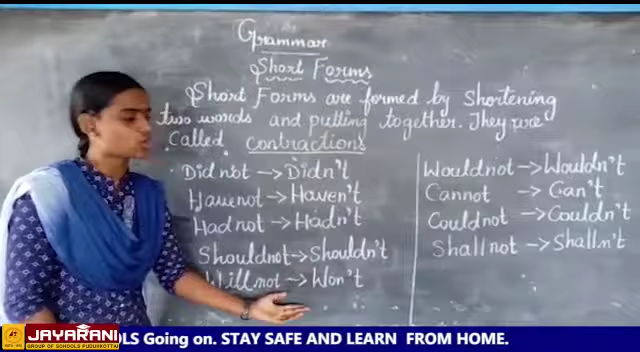 Grammar
Short Forms
Short Forms are formed by shortening
two words and putting together. They are
called contractions
Did not → Didn't
Have not → Haven't
Had not → Hadn't
Should not → Shouldn't
Will not → Won't
Would not → Wouldn't
Cannot → Can't
Could not → Couldn't
Shall not → Shalln't
JAYARANI
GROUP OF SCHOOLS PUDUKKOTTAI
OLS Going on. STAY SAFE AND LEARN FROM HOME.